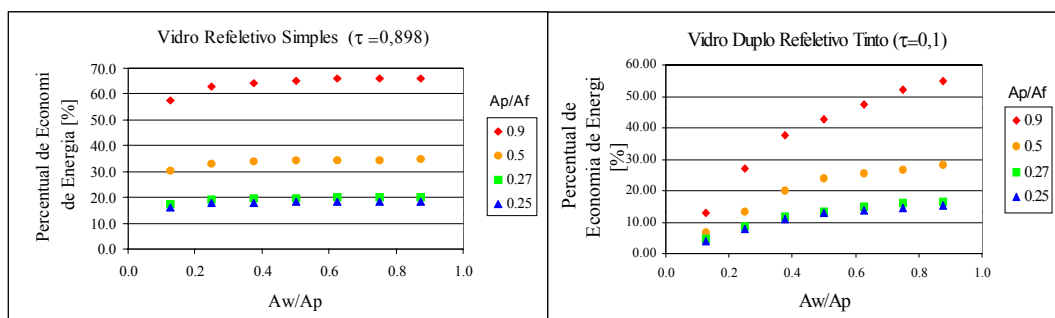 Vidro Refeletivo Simples (τ =0,898)
Percentual de Economi
de Energia [%]
70.0
60.0
50.0
40.0
30.0
20.0
10.0
0.0
0.0 0.2 0.4 0.6 0.8 1.0
Aw/Ap
Ap/Af
0.9
0.5
0.27
0.25
Vidro Duplo Refeletivo Tinto (τ=0,1)
Percentual de
Economia de Energi
[%]
60.00
50.00
40.00
30.00
20.00
10.00
0.00
0.0 0.2 0.4 0.6 0.8 1.0
Aw/Ap
Ap/Af
0.9
0.5
0.27
0.25